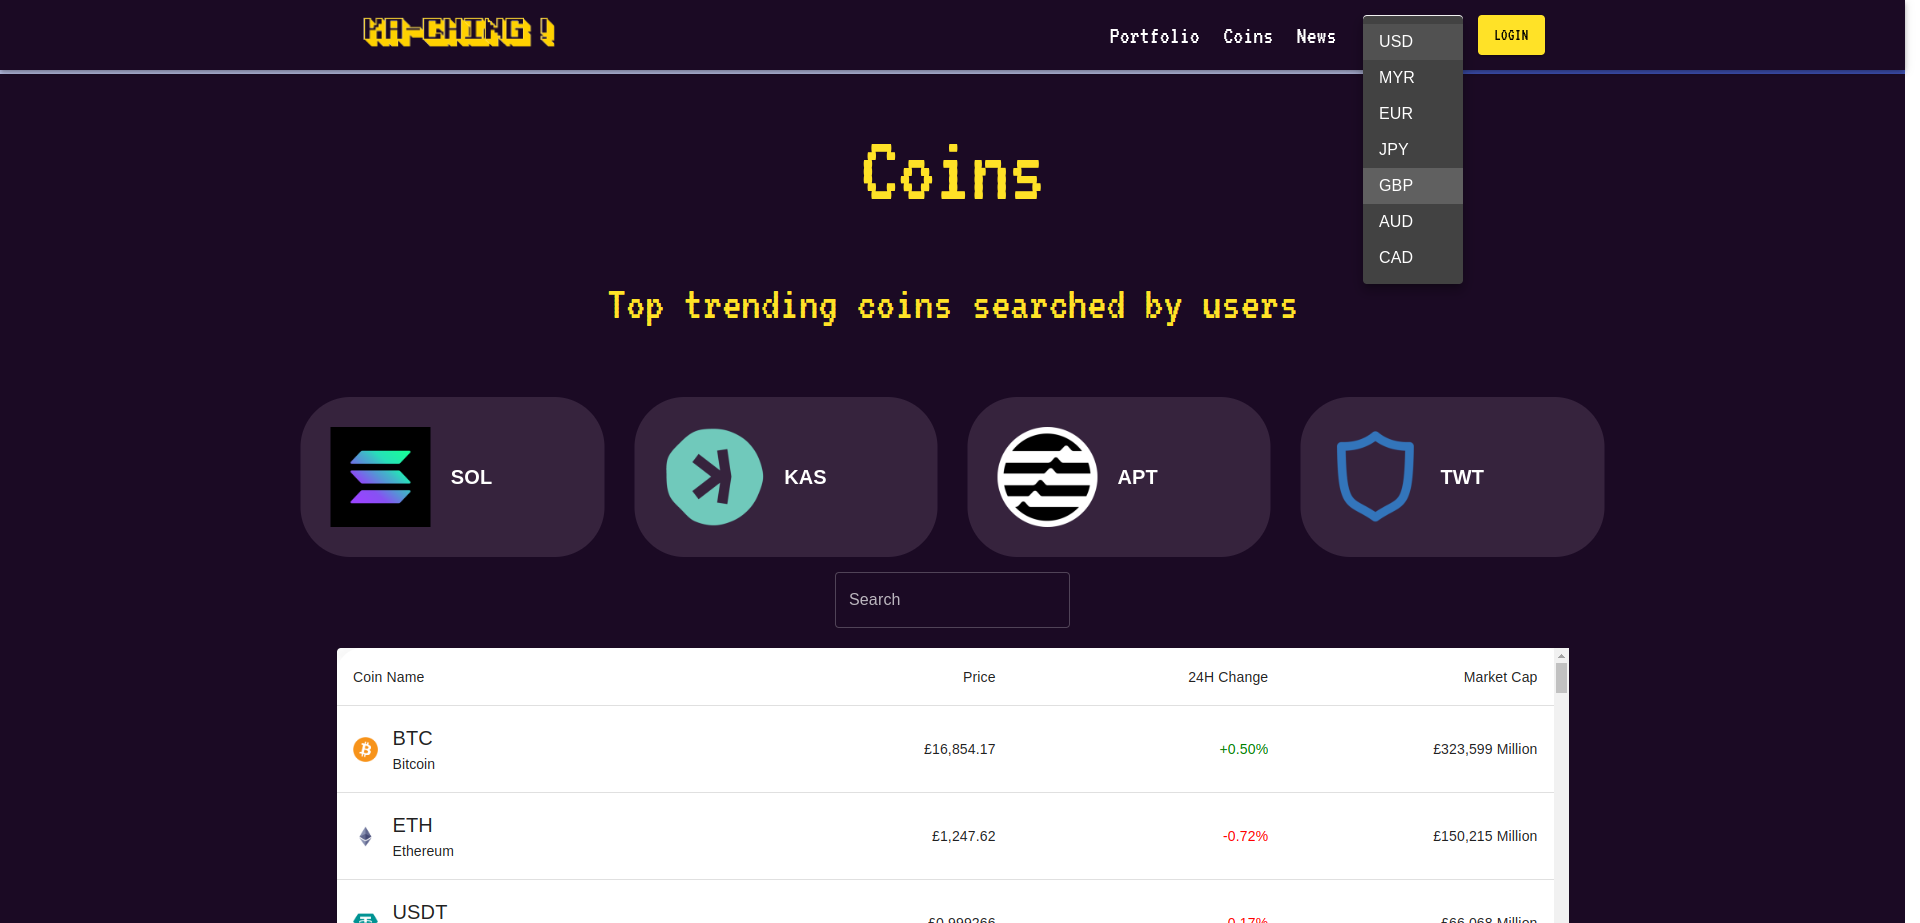 KA-CHING!
Portfolio Coins News
LOGIN
USD
MYR
EUR
JPY
GBP
AUD
CAD
Coins
Top trending coins searched by users
SOL
KAS
APT
TWT
Search
Coin Name Price 24H Change Market Cap
BTC
Bitcoin
£16,854.17 +0.50% £323,599 Million
ETH
Ethereum
£1,247.62 -0.72% £150,215 Million
USDT
£0.999266 -0.17% £66,068 Million